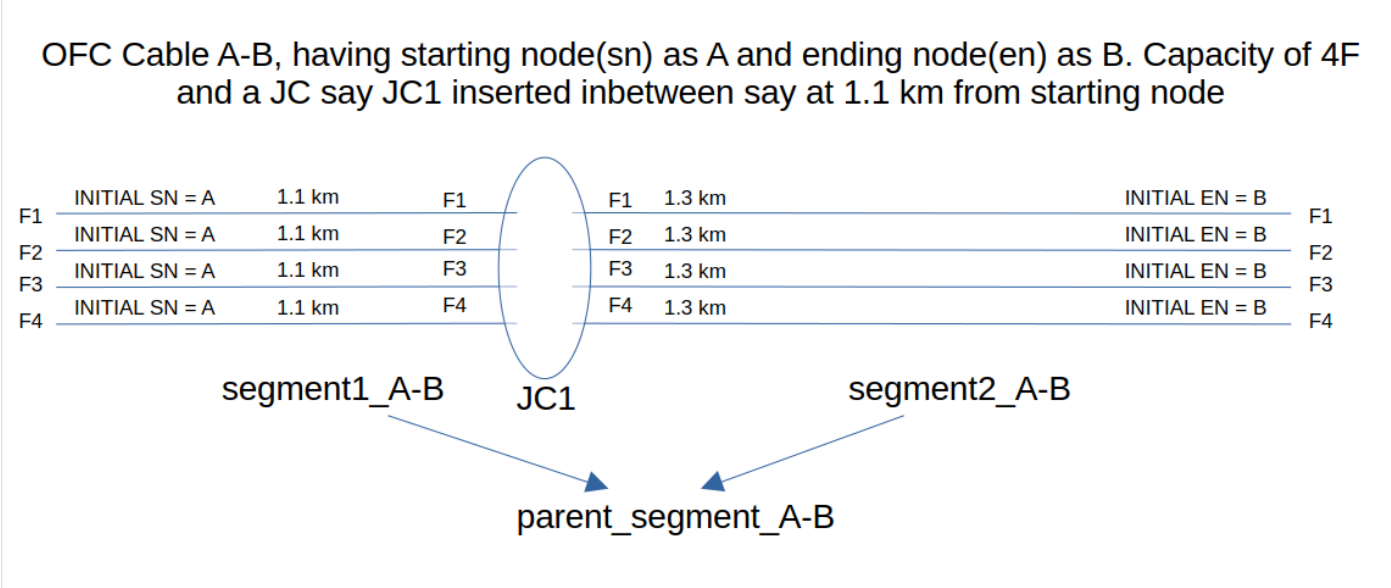 OFC Cable A-B, having starting node(sn) as A and ending node(en) as B. Capacity of 4F
and a JC say JC1 inserted inbetween say at 1.1 km from starting node
F1 INITIAL SN = A 1.1 km F1 F1 1.3 km INITIAL EN = B F1
F2 INITIAL SN = A 1.1 km F2 F2 1.3 km INITIAL EN = B F2
F3 INITIAL SN = A 1.1 km F3 F3 1.3 km INITIAL EN = B F3
F4 INITIAL SN = A 1.1 km F4 F4 1.3 km INITIAL EN = B F4
segment1_A-B JC1 segment2_A-B
parent_segment_A-B